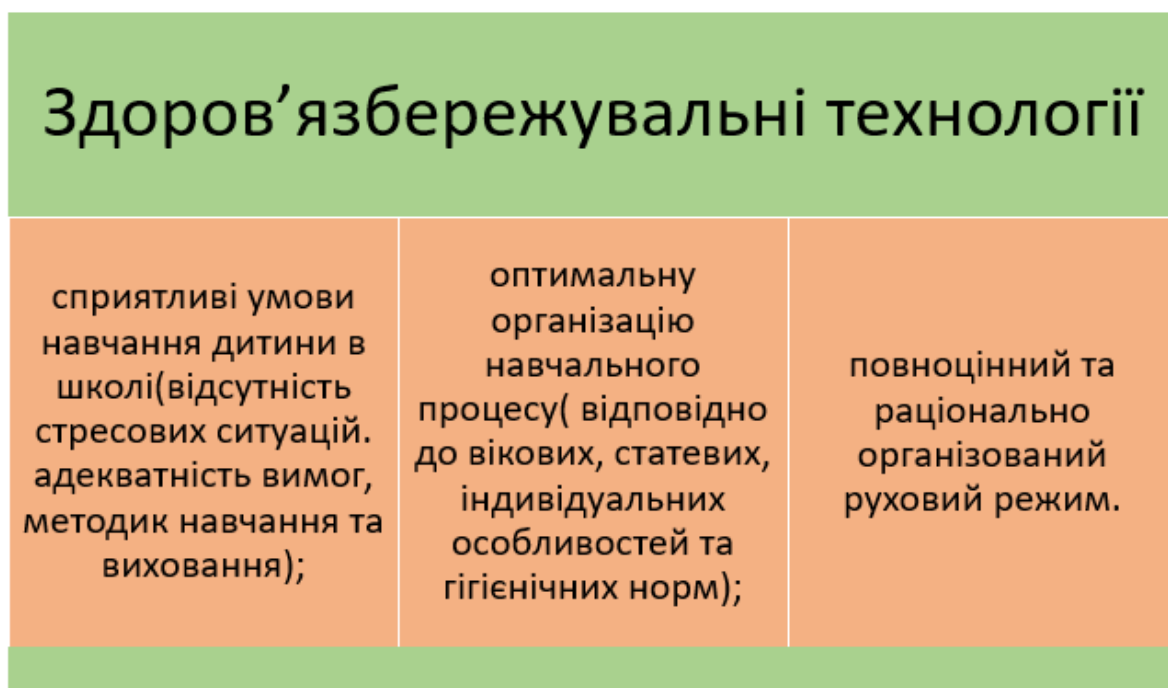 Здоров’язбережувальні технології
сприятливі умови
навчання дитини в
школі(відсутність
стресових ситуацій.
адекватність вимог,
методик навчання та
виховання);
оптимальну
організацію
навчального
процесу( відповідно
до вікових, статевих,
індивідуальних
особливостей та
гігієнічних норм);
повноцінний та
раціонально
організований
руховий режим.